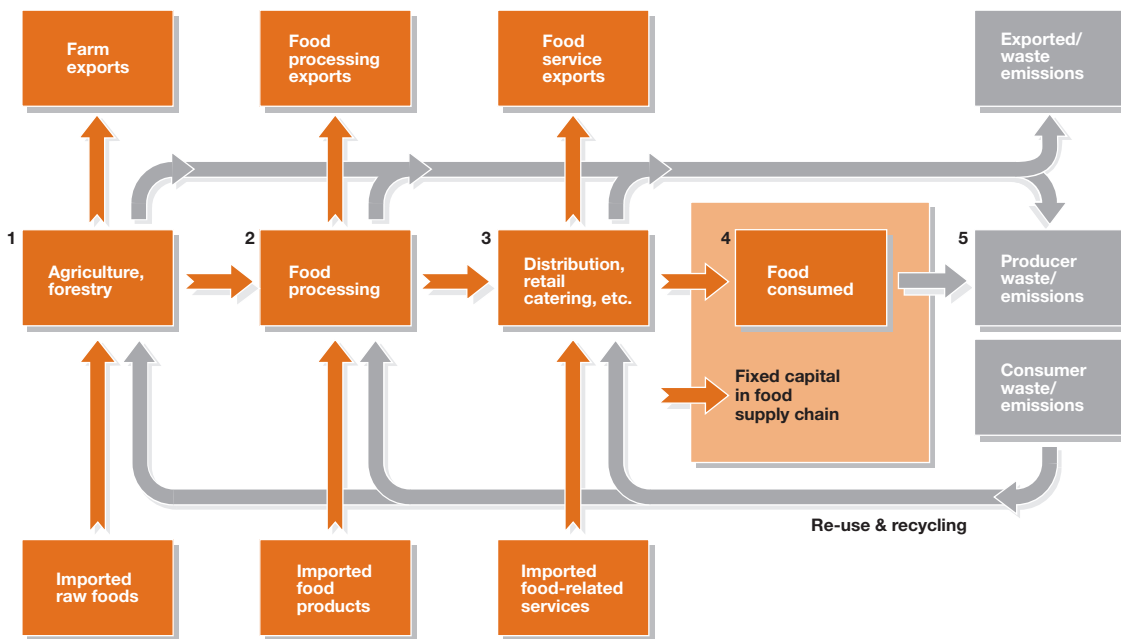 Farm
exports
Food
processing
exports
Food
service
exports
Exported/
waste
emissions
1
Agriculture,
forestry
2
Food
processing
3
Distribution,
retail
catering, etc.
4
Food
consumed
5
Producer
waste/
emissions
Fixed capital
in food
supply chain
Consumer
waste/
emissions
Re-use & recycling
Imported
raw foods
Imported
food
products
Imported
food-related
services